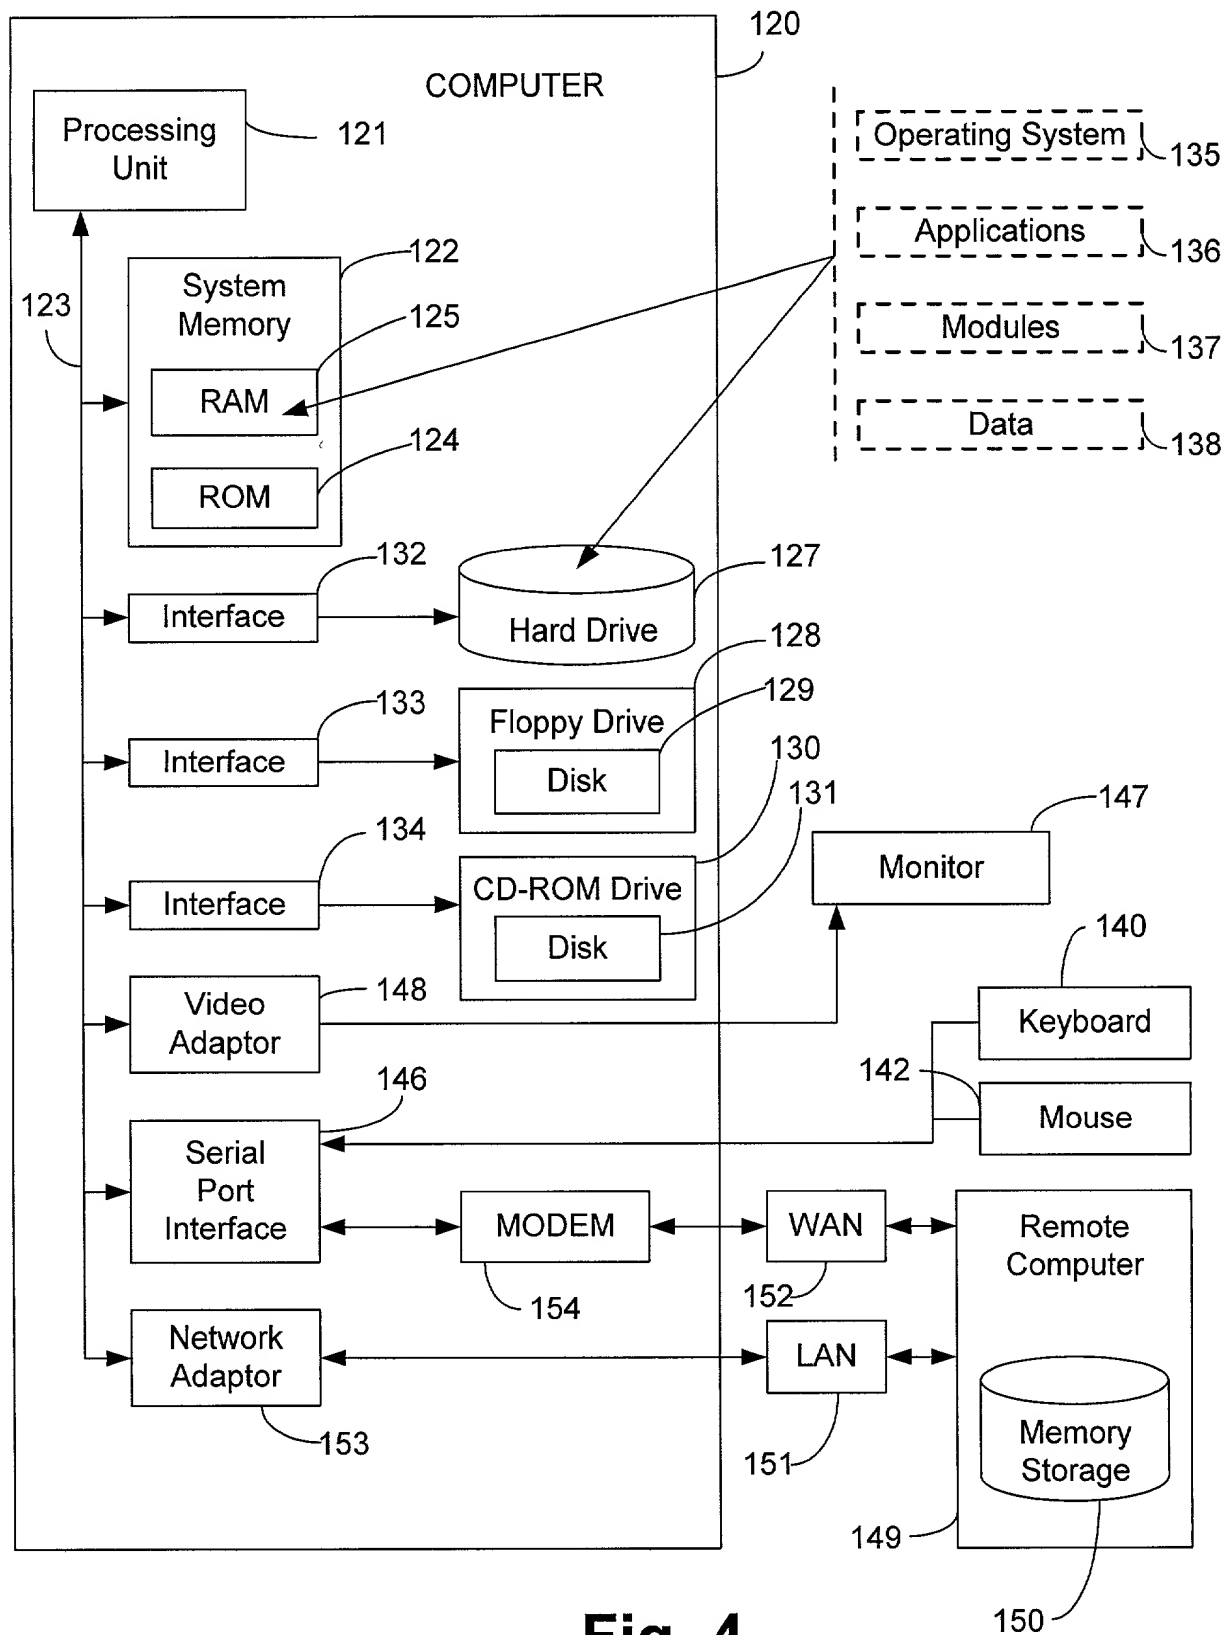 120
COMPUTER
Processing
Unit
121
Operating System
135
Applications
136
Modules
137
Data
138
123
122
System
Memory
125
RAM
124
ROM
132
Interface
127
Hard Drive
128
133
129
Interface
Floppy Drive
Disk
130
131
134
Interface
CD-ROM Drive
Disk
147
Monitor
140
Keyboard
148
Video
Adaptor
142
Mouse
146
Serial
Port
Interface
MODEM
154
WAN
152
Remote
Computer
Network
Adaptor
153
LAN
151
Memory
Storage
149
150
Fig. 4